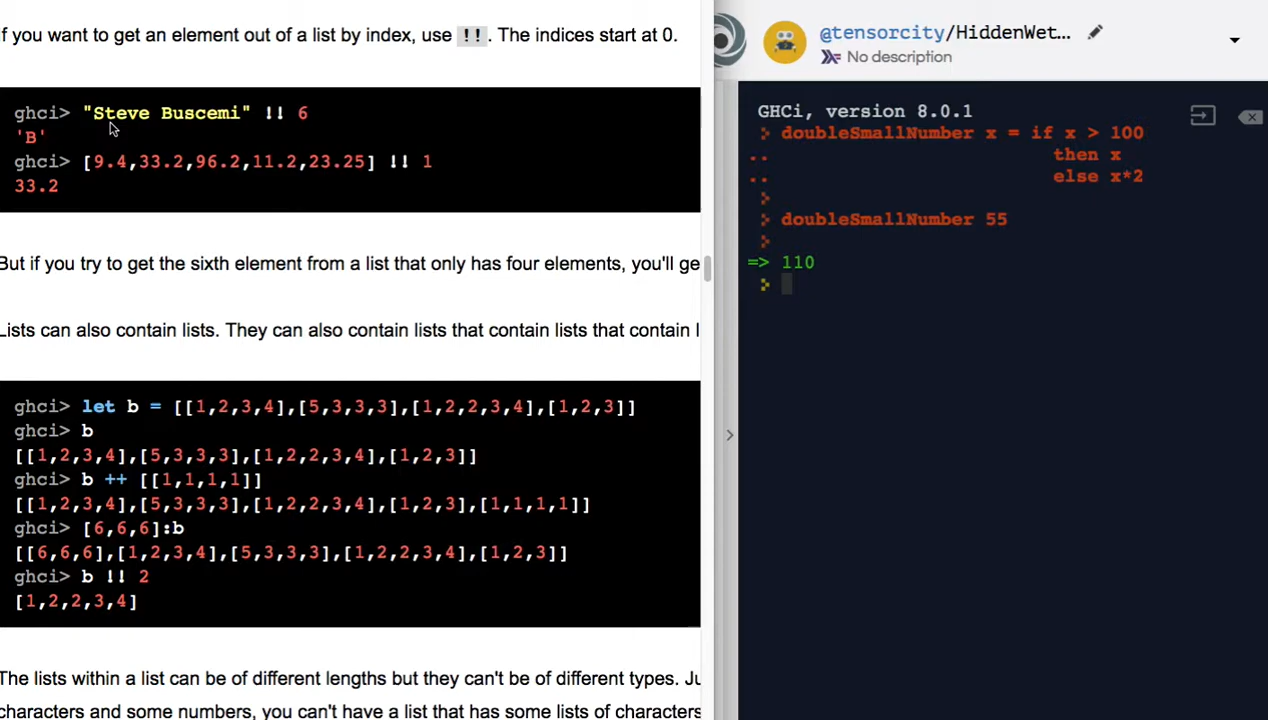 If you want to get an element out of a list by index, use !!. The indices start at 0.
ghci> "Steve Buscemi" !! 6
'B'
ghci> [9.4,33.2,96.2,11.2,23.25] !! 1
33.2
But if you try to get the sixth element from a list that only has four elements, you'll ge
Lists can also contain lists. They can also contain lists that contain lists that contain l
ghci> let b = [[1,2,3,4],[5,3,3,3],[1,2,2,3,4],[1,2,3]]
ghci> b
[[1,2,3,4],[5,3,3,3],[1,2,2,3,4],[1,2,3]]
ghci> b ++ [[1,1,1,1]]
[[1,2,3,4],[5,3,3,3],[1,2,2,3,4],[1,2,3],[1,1,1,1]]
ghci> [6,6,6]:b
[[6,6,6],[1,2,3,4],[5,3,3,3],[1,2,2,3,4],[1,2,3]]
ghci> b !! 2
[1,2,2,3,4]
The lists within a list can be of different lengths but they can't be of different types. Ju
characters and some numbers, you can't have a list that has some lists of characters
@tensorcity/HiddenWet...
No description
GHCi, version 8.0.1
doubleSmallNumber x = if x > 100
.. then x
.. else x*2
doubleSmallNumber 55
=> 110